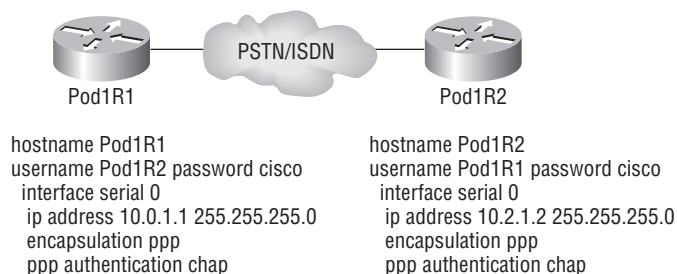 PSTN/ISDN
Pod1R1
Pod1R2
hostname Pod1R1
username Pod1R2 password cisco
interface serial 0
ip address 10.0.1.1 255.255.255.0
encapsulation ppp
ppp authentication chap
hostname Pod1R2
username Pod1R1 password cisco
interface serial 0
ip address 10.2.1.2 255.255.255.0
encapsulation ppp
ppp authentication chap